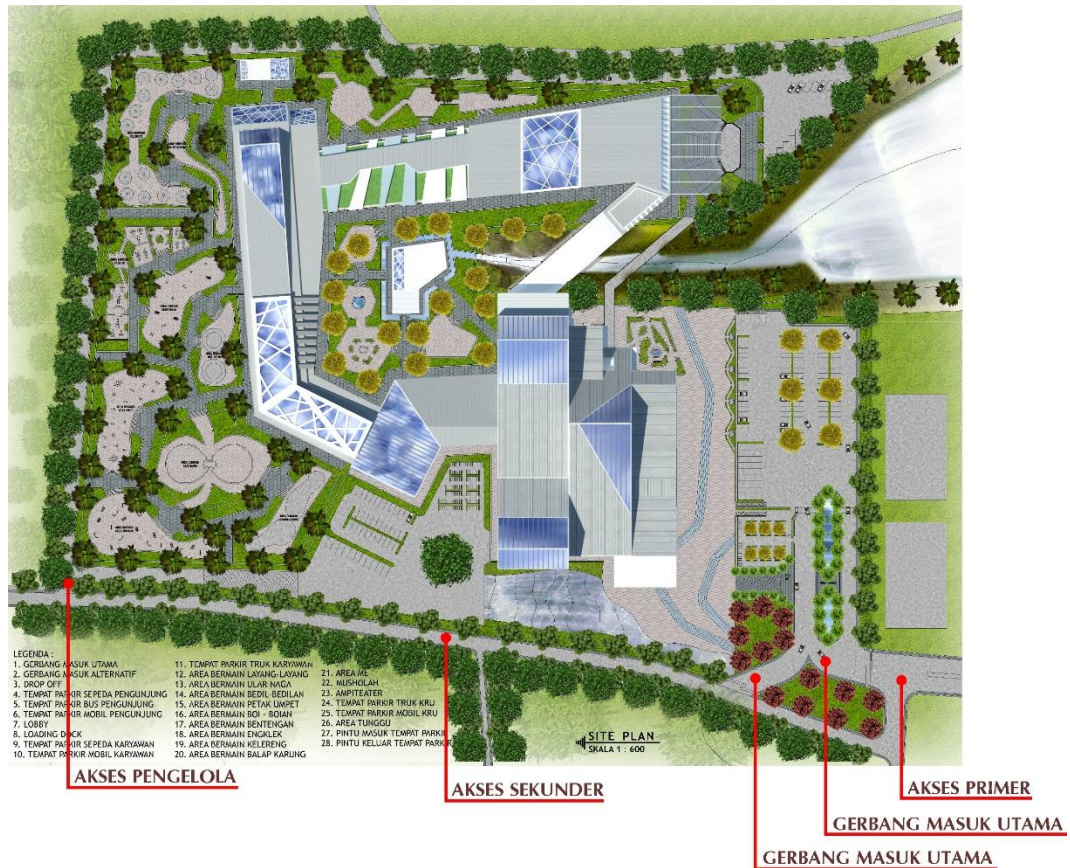 LEGENDA :
1. GERBANG MASUK UTAMA
2. GERBANG MASUK ALTERNATIF
3. DROP OFF
4. TEMPAT PARKIR SEPEDA PENGUNJUNG
5. TEMPAT PARKIR BUS PENGUNJUNG
6. TEMPAT PARKIR MOBIL PENGUNJUNG
7. LOBBY
8. LOADING DOCK
9. TEMPAT PARKIR SEPEDA KARYAWAN
10. TEMPAT PARKIR MOBIL KARYAWAN
11. TEMPAT PARKIR TRUK KARYAWAN
12. AREA BERMAIN LAYANG-LAYANG
13. AREA BERMAIN ULAR NAGA
14. AREA BERMAIN BEDIL-BEDILAN
15. AREA BERMAIN PETAK UMPET
16. AREA BERMAIN BOI - BOIAN
17. AREA BERMAIN BENTENGAN
18. AREA BERMAIN ENGKLEK
19. AREA BERMAIN KELERENG
20. AREA BERMAIN BALAP KARUNG
21. AREA ME
22. MUSHOLAH
23. AMPITEATER
24. TEMPAT PARKIR TRUK KRU
25. TEMPAT PARKIR MOBIL KRU
26. AREA TUNGGU
27. PINTU MASUK TEMPAT PARKIR
28. PINTU KELUAR TEMPAT PARKIR
SITE PLAN
SKALA 1 : 600
AKSES PENGELOLA
AKSES SEKUNDER
AKSES PRIMER
GERBANG MASUK UTAMA
GERBANG MASUK UTAMA